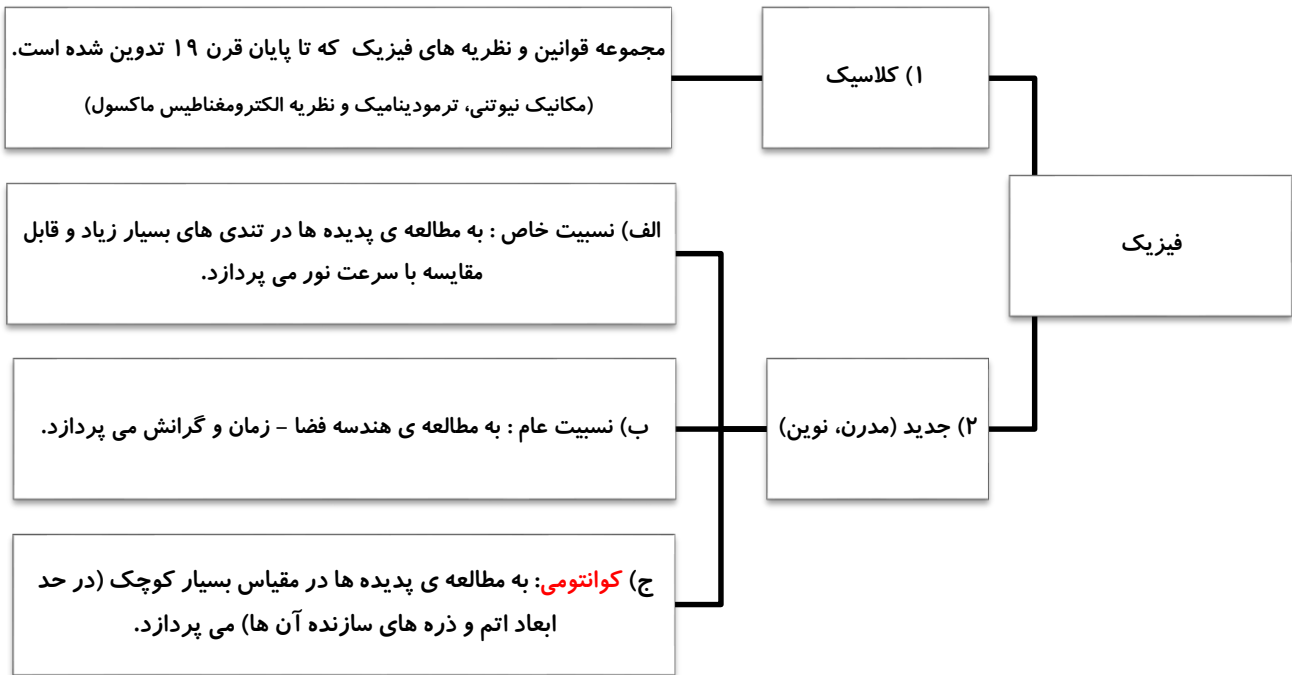 فیزیک
۱) کلاسیک
مجموعه قوانین و نظریه های فیزیک که تا پایان قرن ۱۹ تدوین شده است.
(مکانیک نیوتنی، ترمودینامیک و نظریه الکترومغناطیس ماکسول)
۲) جدید (مدرن، نوین)
الف) نسبیت خاص : به مطالعه ی پدیده ها در تندی های بسیار زیاد و قابل
مقایسه با سرعت نور می پردازد.
ب) نسبیت عام : به مطالعه ی هندسه فضا – زمان و گرانش می پردازد.
ج) کوانتومی: به مطالعه ی پدیده ها در مقیاس بسیار کوچک (در حد
ابعاد اتم و ذره های سازنده آن ها) می پردازد.